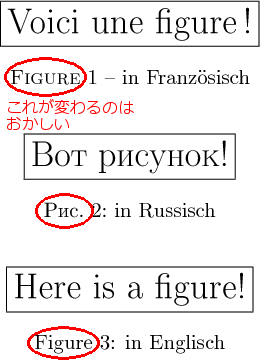 Voici une figure !
FIGURE 1 – in Französisch
これが変わるのは
おかしい
Вот рисунок!
Рис. 2: in Russisch
Here is a figure!
Figure 3: in Englisch